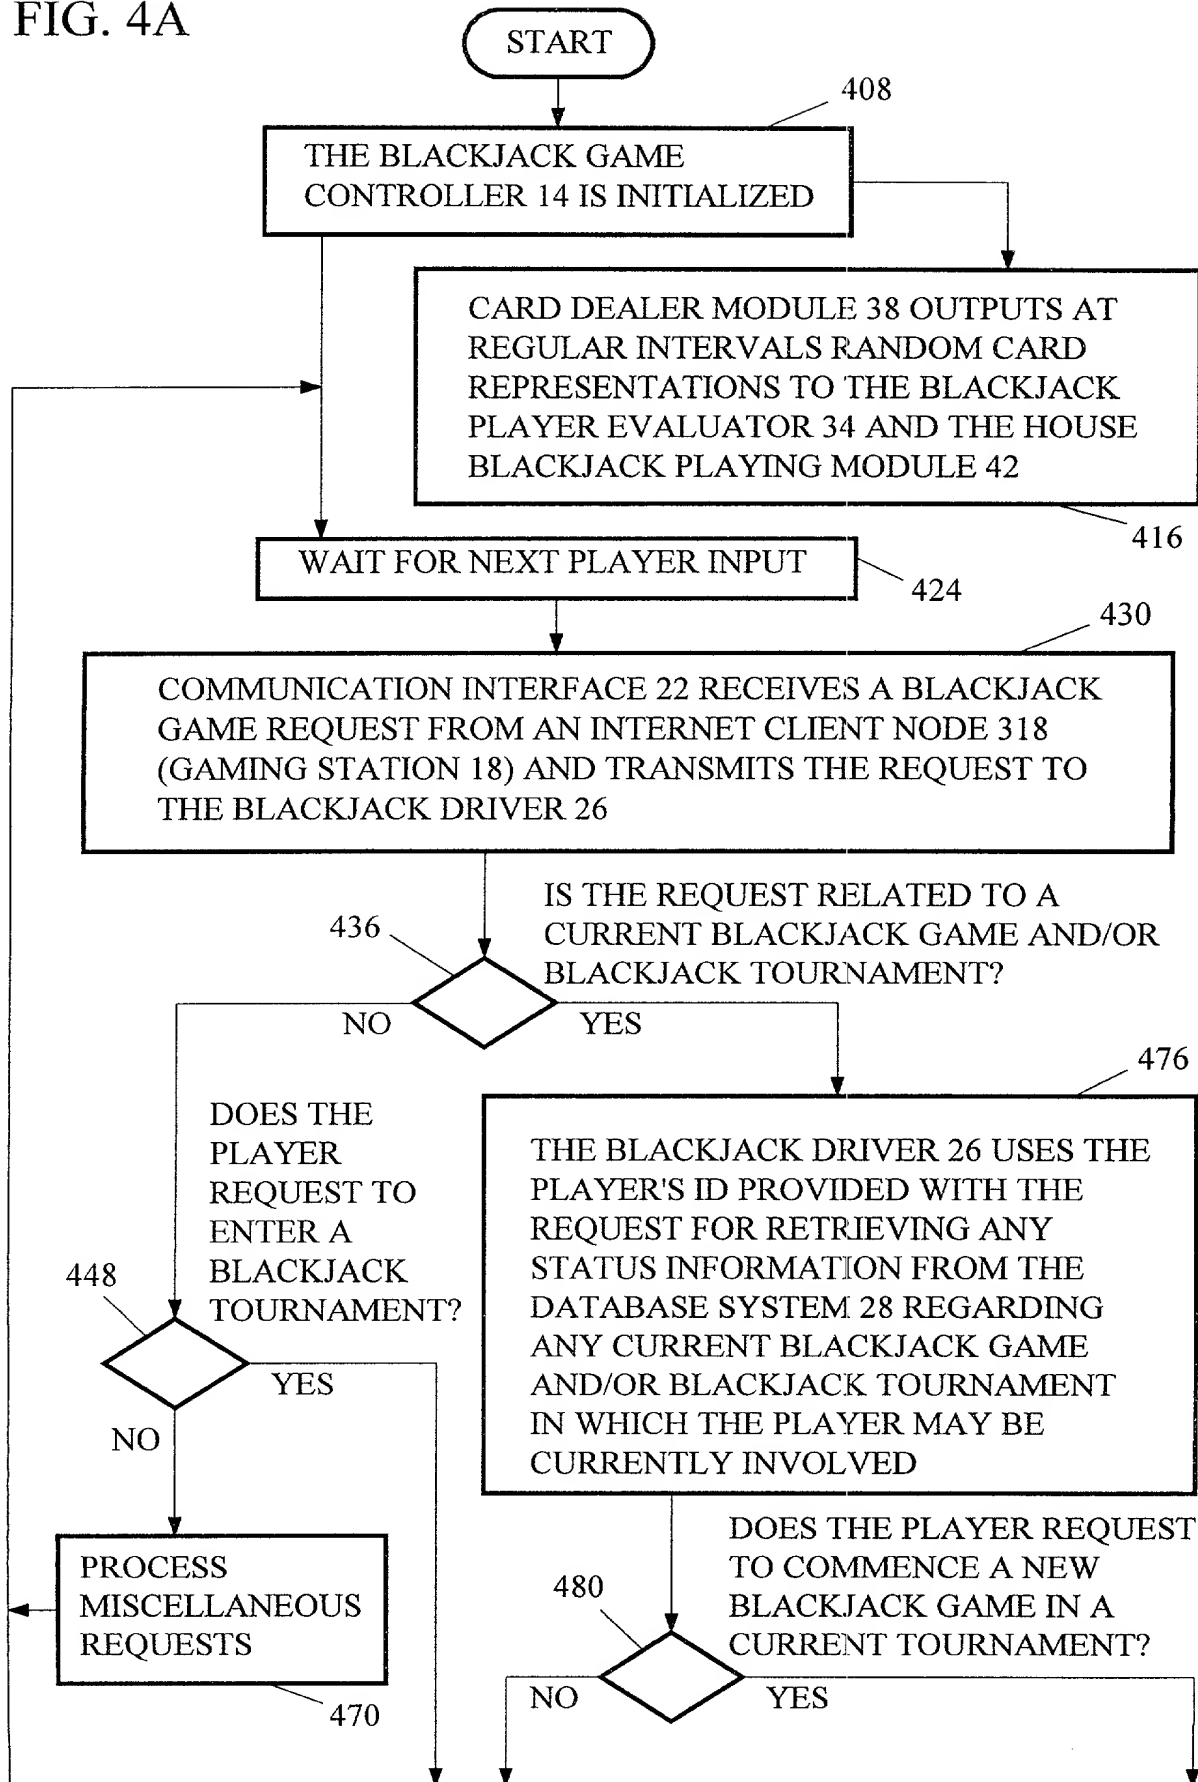 FIG. 4A
START
408
THE BLACKJACK GAME
CONTROLLER 14 IS INITIALIZED
CARD DEALER MODULE 38 OUTPUTS AT
REGULAR INTERVALS RANDOM CARD
REPRESENTATIONS TO THE BLACKJACK
PLAYER EVALUATOR 34 AND THE HOUSE
BLACKJACK PLAYING MODULE 42
416
WAIT FOR NEXT PLAYER INPUT
424
430
COMMUNICATION INTERFACE 22 RECEIVES A BLACKJACK
GAME REQUEST FROM AN INTERNET CLIENT NODE 318
(GAMING STATION 18) AND TRANSMITS THE REQUEST TO
THE BLACKJACK DRIVER 26
IS THE REQUEST RELATED TO A
CURRENT BLACKJACK GAME AND/OR
BLACKJACK TOURNAMENT?
436
NO
YES
476
DOES THE
PLAYER
REQUEST TO
ENTER A
BLACKJACK
TOURNAMENT?
448
YES
NO
THE BLACKJACK DRIVER 26 USES THE
PLAYER'S ID PROVIDED WITH THE
REQUEST FOR RETRIEVING ANY
STATUS INFORMATION FROM THE
DATABASE SYSTEM 28 REGARDING
ANY CURRENT BLACKJACK GAME
AND/OR BLACKJACK TOURNAMENT
IN WHICH THE PLAYER MAY BE
CURRENTLY INVOLVED
PROCESS
MISCELLANEOUS
REQUESTS
470
DOES THE PLAYER REQUEST
TO COMMENCE A NEW
BLACKJACK GAME IN A
CURRENT TOURNAMENT?
480
NO
YES